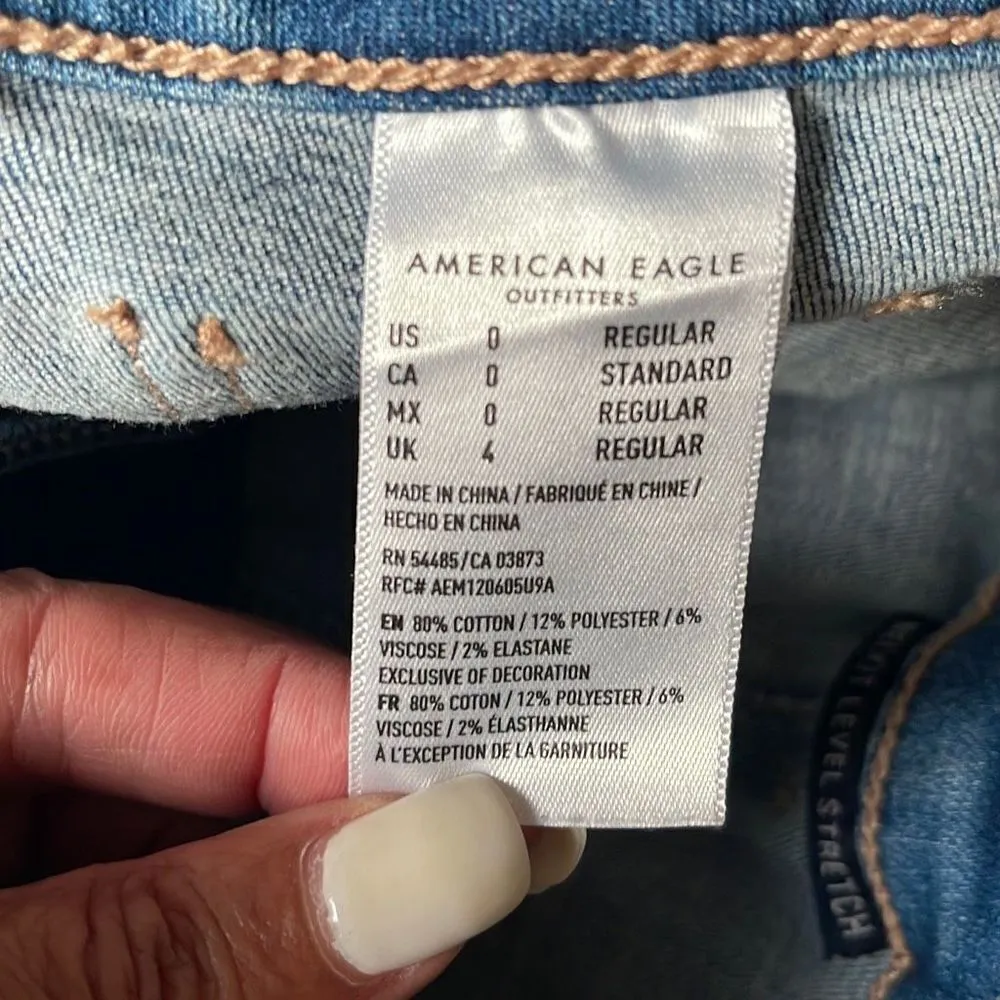 AMERICAN EAGLE
OUTFITTERS
US 0 REGULAR
CA 0 STANDARD
MX 0 REGULAR
UK 4 REGULAR
MADE IN CHINA / FABRIQUÉ EN CHINE /
HECHO EN CHINA
RN 54485/CA 03873
RFC# AEM120605U9A
EN 80% COTTON / 12% POLYESTER / 6%
VISCOSE / 2% ELASTANE
EXCLUSIVE OF DECORATION
FR 80% COTON / 12% POLYESTER / 6%
VISCOSE / 2% ÉLASTHANNE
À L'EXCEPTION DE LA GARNITURE
LEVEL STRETCH